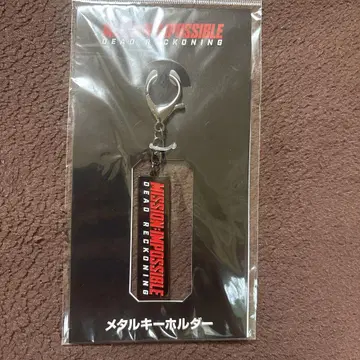 MISSION: IMPOSSIBLE
DEAD RECKONING
MISSION: IMPOSSIBLE
DEAD RECKONING
メタルキーホルダー